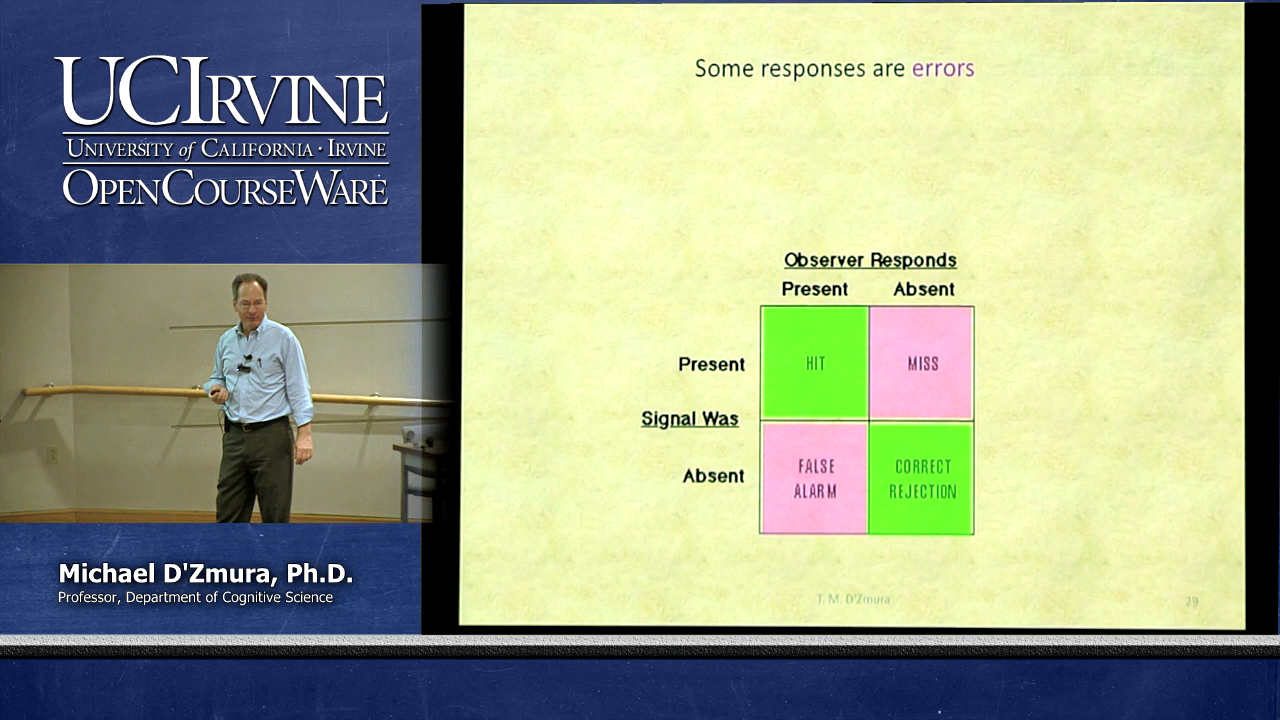 UCIRVINE
UNIVERSITY of CALIFORNIA · IRVINE
OPENCOURSEWARE
Michael D'Zmura, Ph.D.
Professor, Department of Cognitive Science
Some responses are errors
Observer Responds
Present Absent
Present
HIT
MISS
Signal Was
Absent
FALSE
ALARM
CORRECT
REJECTION
T. M. D'Zmura
29